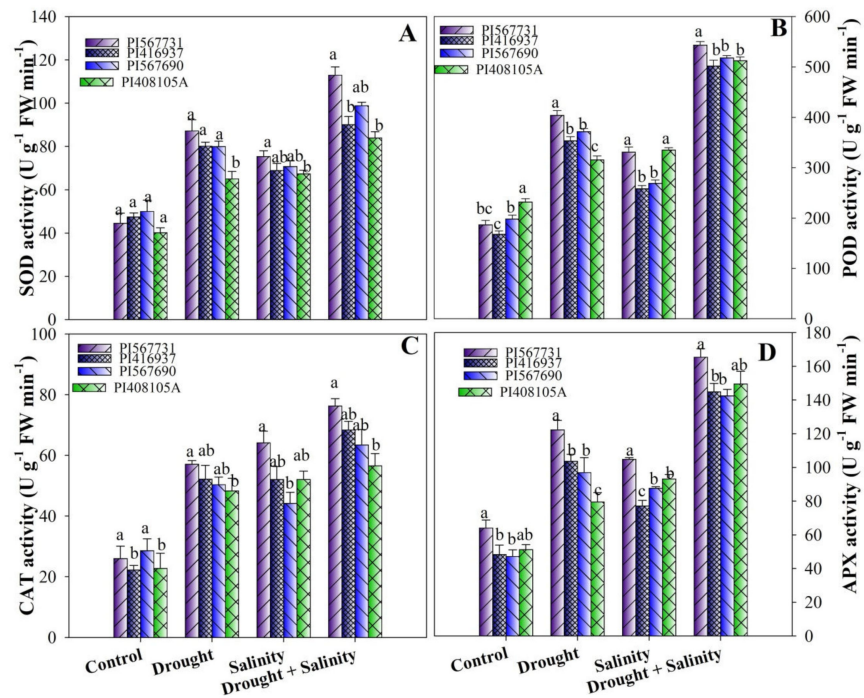 140
120
100
80
60
40
20
0
SOD activity (U g⁻¹ FW min⁻¹)
A
PI567731
PI416937
PI567690
PI408105A
a a a a
a a a b
a ab ab b
a b ab b
600
500
400
300
200
100
0
POD activity (U g⁻¹ FW min⁻¹)
B
PI567731
PI416937
PI567690
PI408105A
bc c b a
a b b c
a b b a
a b b b
100
80
60
40
20
0
CAT activity (U g⁻¹ FW min⁻¹)
C
PI567731
PI416937
PI567690
PI408105A
a b a b
a ab ab b
a ab b ab
a ab ab b
Control
Drought
Salinity
Drought + Salinity
180
160
140
120
100
80
60
40
20
0
APX activity (U g⁻¹ FW min⁻¹)
D
PI567731
PI416937
PI567690
PI408105A
a b b ab
a b b c
a c b b
a b b ab
Control
Drought
Salinity
Drought + Salinity